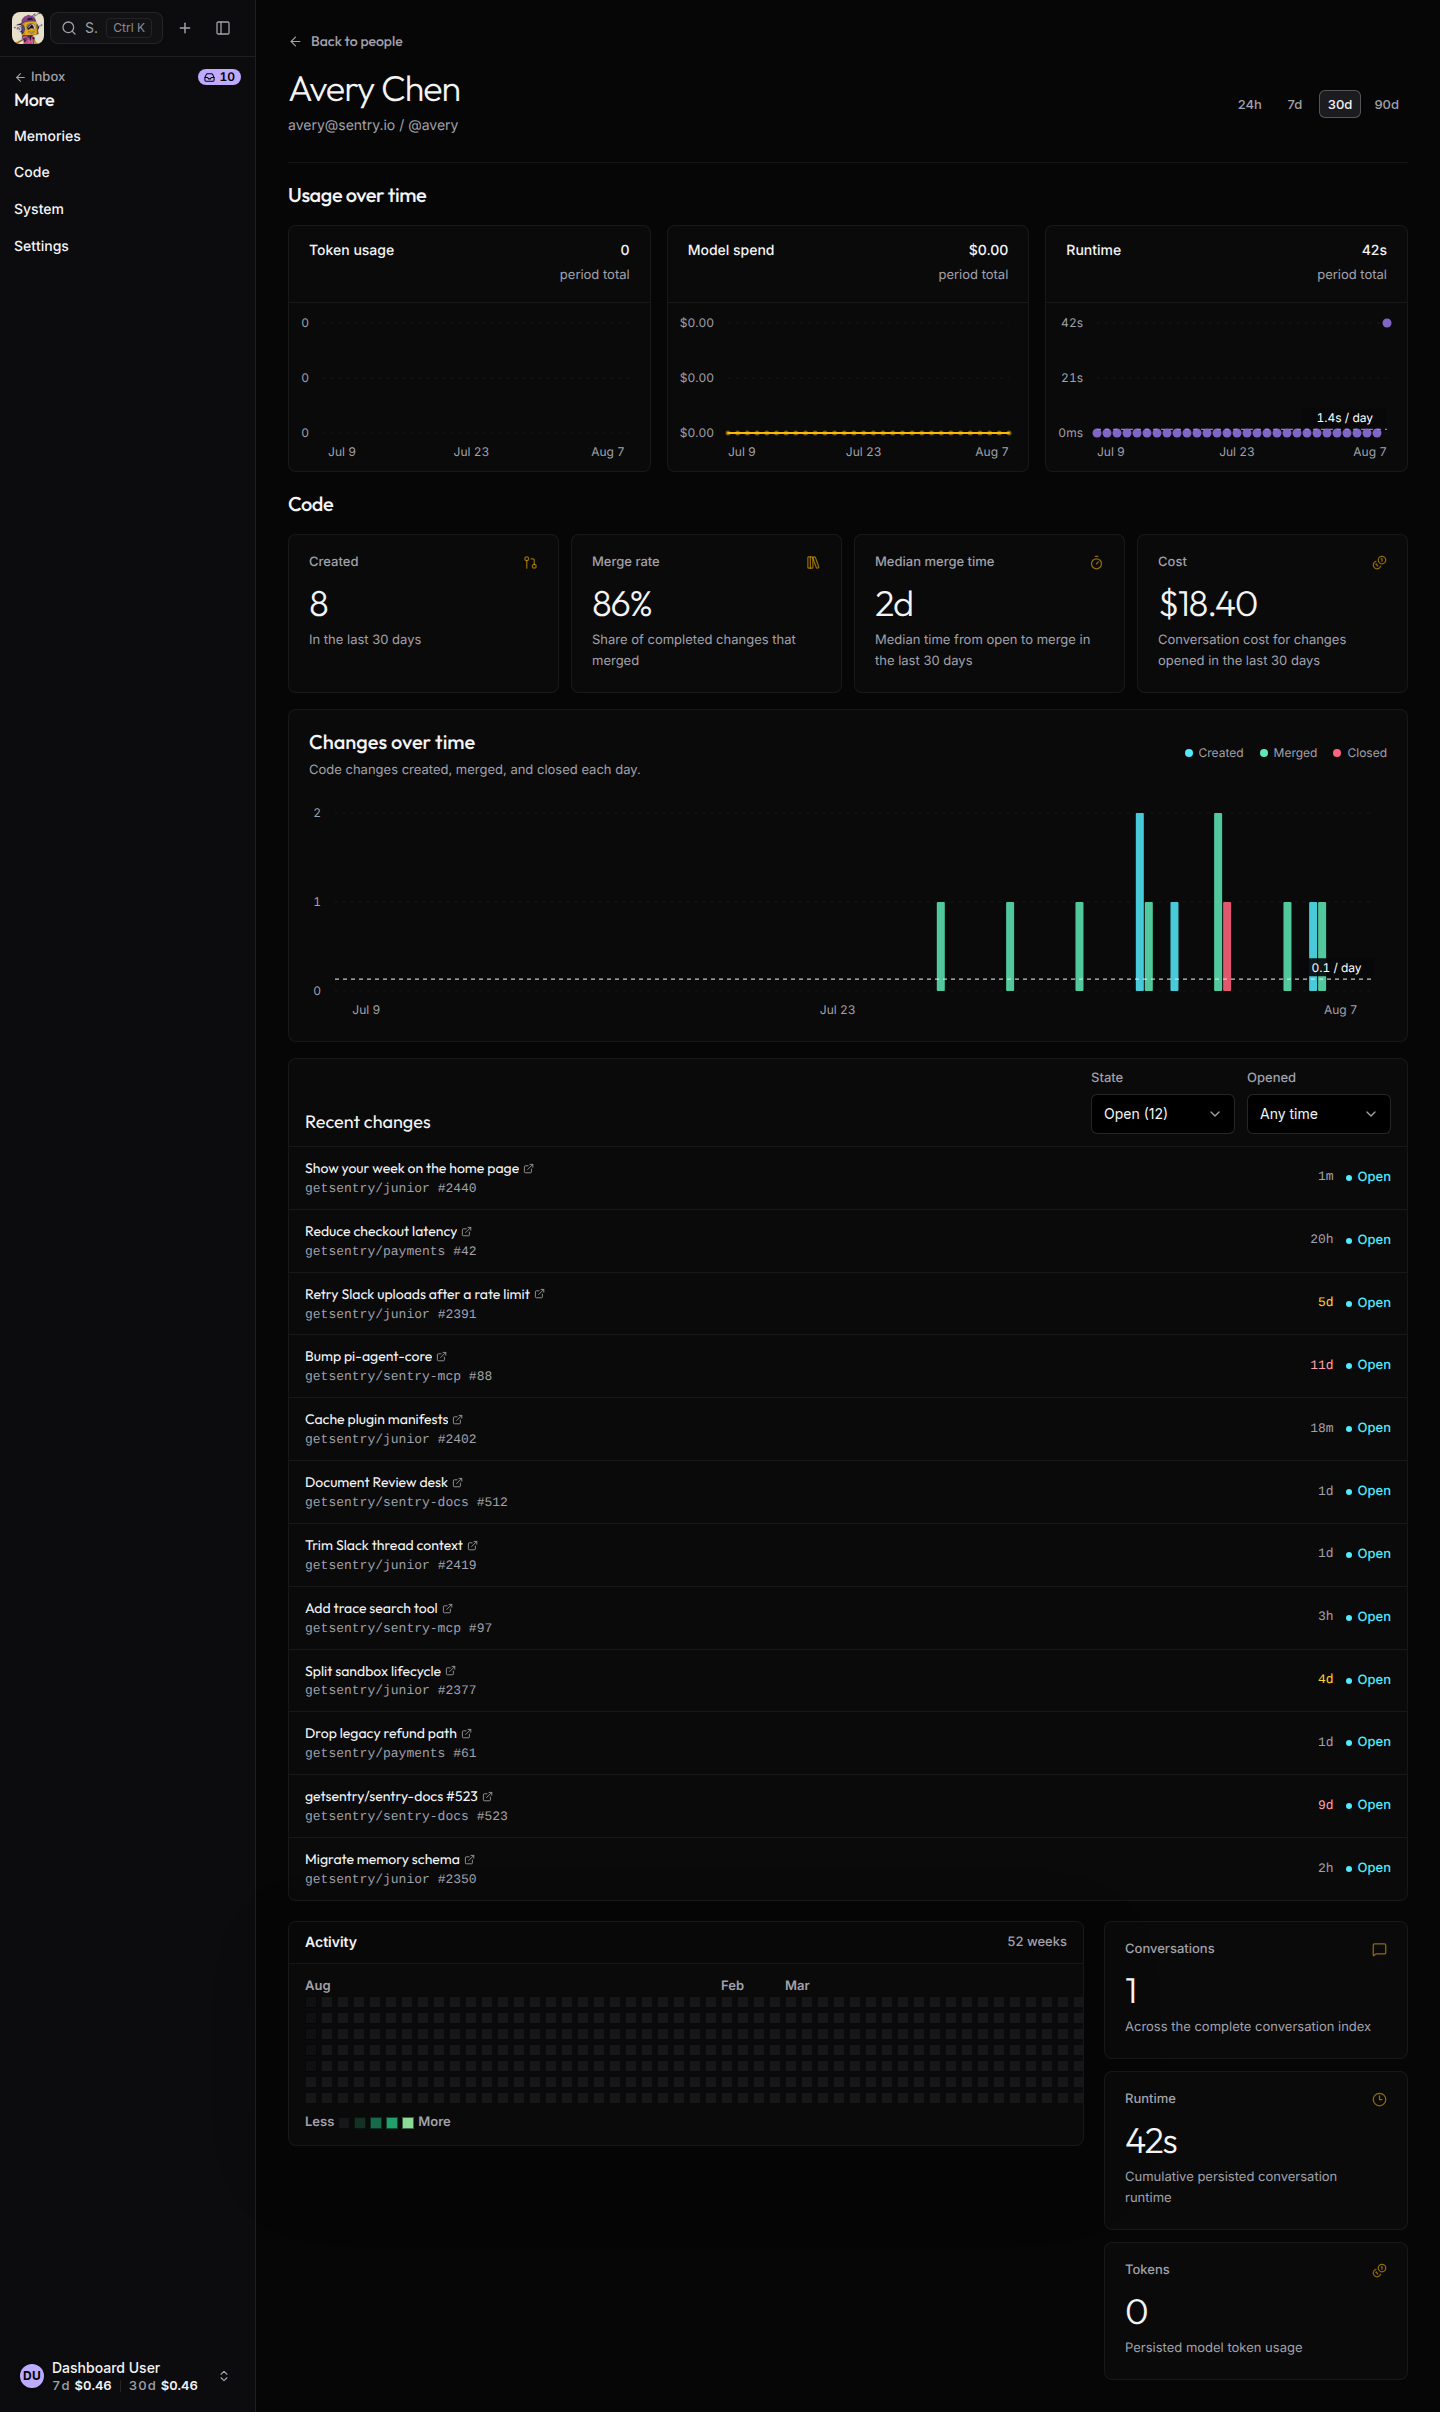 S.
Ctrl K
Inbox
10
More
Memories
Code
System
Settings
Back to people
Avery Chen
avery@sentry.io / @avery
24h
7d
30d
90d
Usage over time
Token usage
0
period total
0
0
0
Jul 9
Jul 23
Aug 7
Model spend
$0.00
period total
$0.00
$0.00
$0.00
Jul 9
Jul 23
Aug 7
Runtime
42s
period total
42s
21s
1.4s / day
0ms
Jul 9
Jul 23
Aug 7
Code
Created
8
In the last 30 days
Merge rate
86%
Share of completed changes that
merged
Median merge time
2d
Median time from open to merge in
the last 30 days
Cost
$18.40
Conversation cost for changes
opened in the last 30 days
Changes over time
Code changes created, merged, and closed each day.
Created
Merged
Closed
2
1
0
0.1 / day
Jul 9
Jul 23
Aug 7
Recent changes
State
Open (12)
Opened
Any time
Show your week on the home page
getsentry/junior #2440
1m
Open
Reduce checkout latency
getsentry/payments #42
20h
Open
Retry Slack uploads after a rate limit
getsentry/junior #2391
5d
Open
Bump pi-agent-core
getsentry/sentry-mcp #88
11d
Open
Cache plugin manifests
getsentry/junior #2402
18m
Open
Document Review desk
getsentry/sentry-docs #512
1d
Open
Trim Slack thread context
getsentry/junior #2419
1d
Open
Add trace search tool
getsentry/sentry-mcp #97
3h
Open
Split sandbox lifecycle
getsentry/junior #2377
4d
Open
Drop legacy refund path
getsentry/payments #61
1d
Open
getsentry/sentry-docs #523
getsentry/sentry-docs #523
9d
Open
Migrate memory schema
getsentry/junior #2350
2h
Open
Activity
52 weeks
Aug
Feb
Mar
Less
More
Conversations
1
Across the complete conversation index
Runtime
42s
Cumulative persisted conversation
runtime
Tokens
0
Persisted model token usage
DU
Dashboard User
7d $0.46
30d $0.46